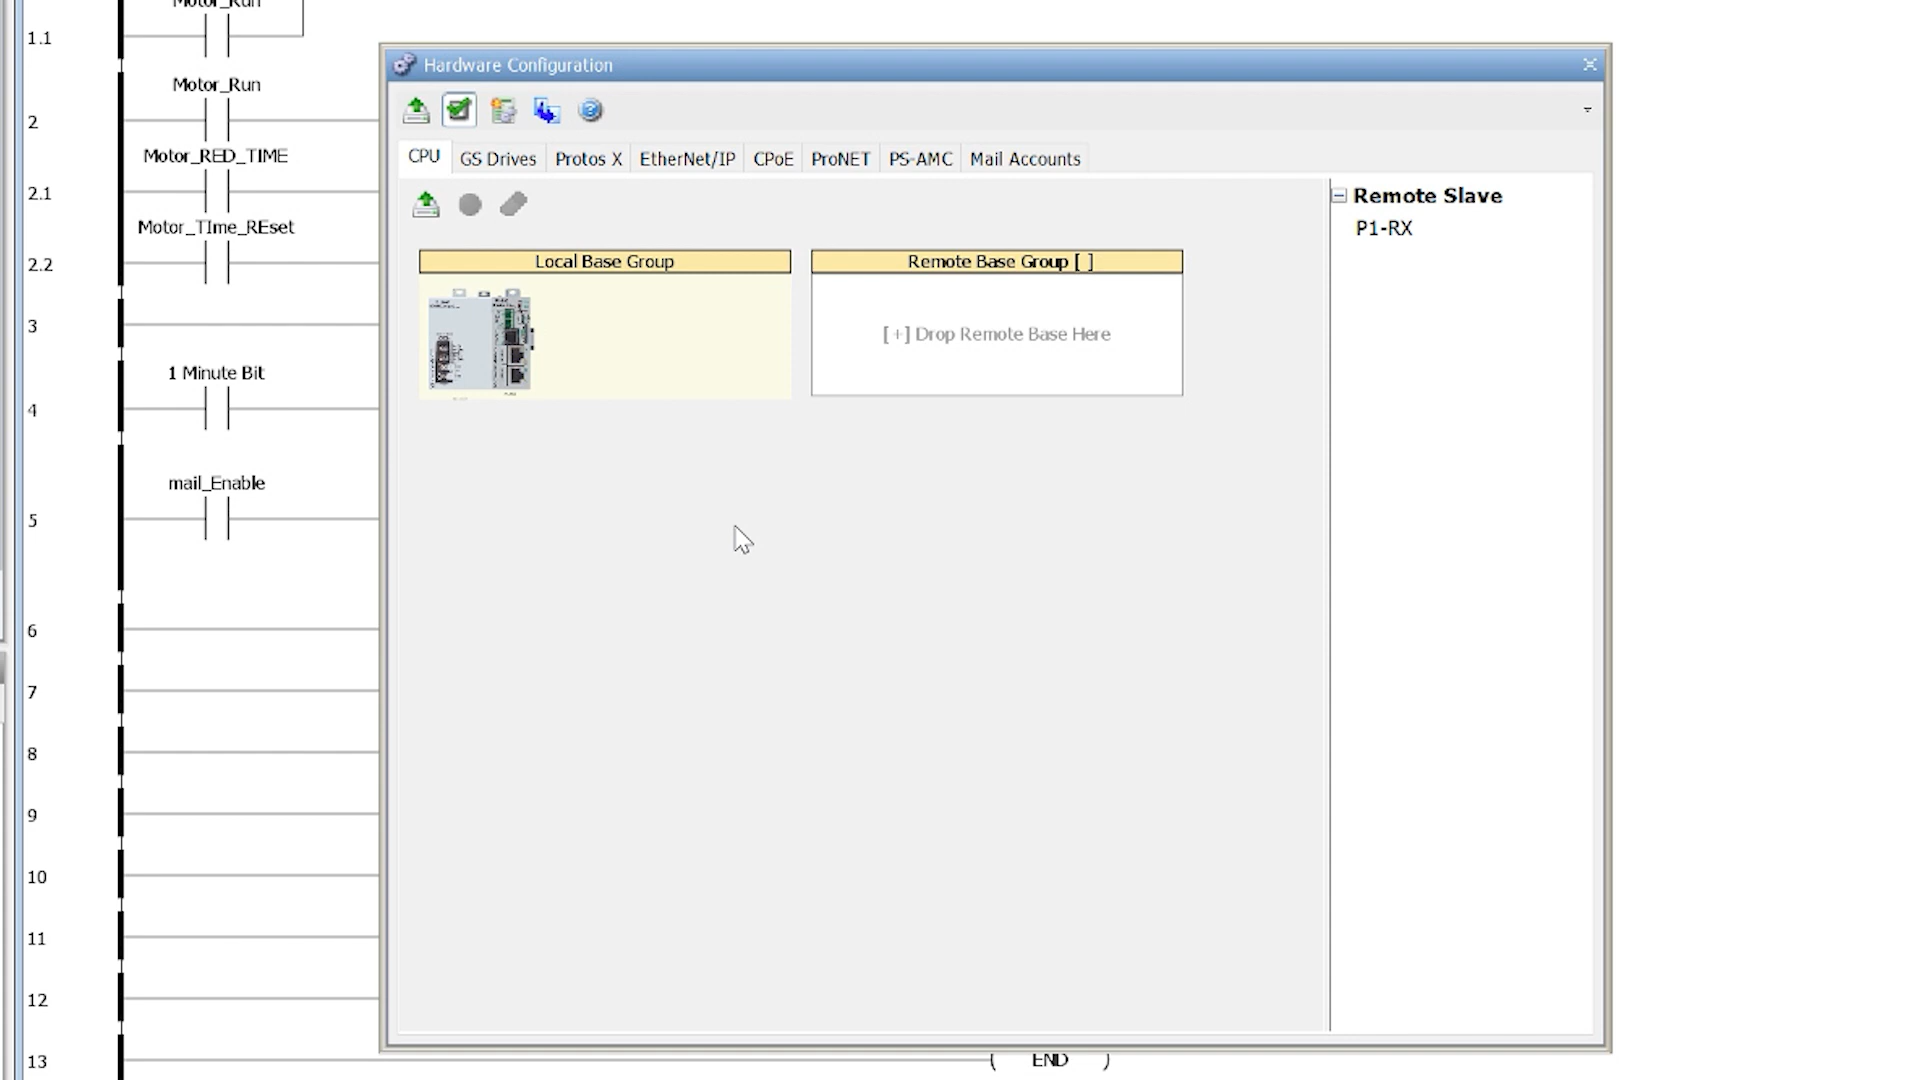 Motor_Run
1.1
Hardware Configuration
Motor_Run
2
CPU GS Drives Protos X EtherNet/IP CPoE ProNET PS-AMC Mail Accounts
Motor_RED_TIME
2.1
Remote Slave
P1-RX
Motor_TIme_REset
2.2
Local Base Group
Remote Base Group [ ]
3
[+] Drop Remote Base Here
1 Minute Bit
4
mail_Enable
5
6
7
8
9
10
11
12
13
( END )